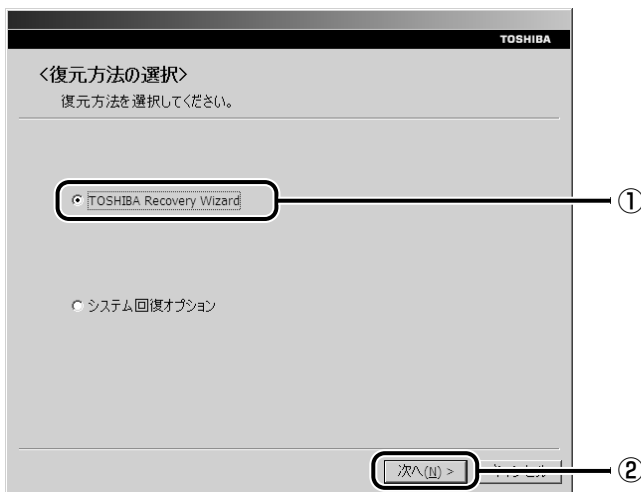 TOSHIBA
<復元方法の選択>
復元方法を選択してください。
TOSHIBA Recovery Wizard
①
システム回復オプション
次へ(N) >
②